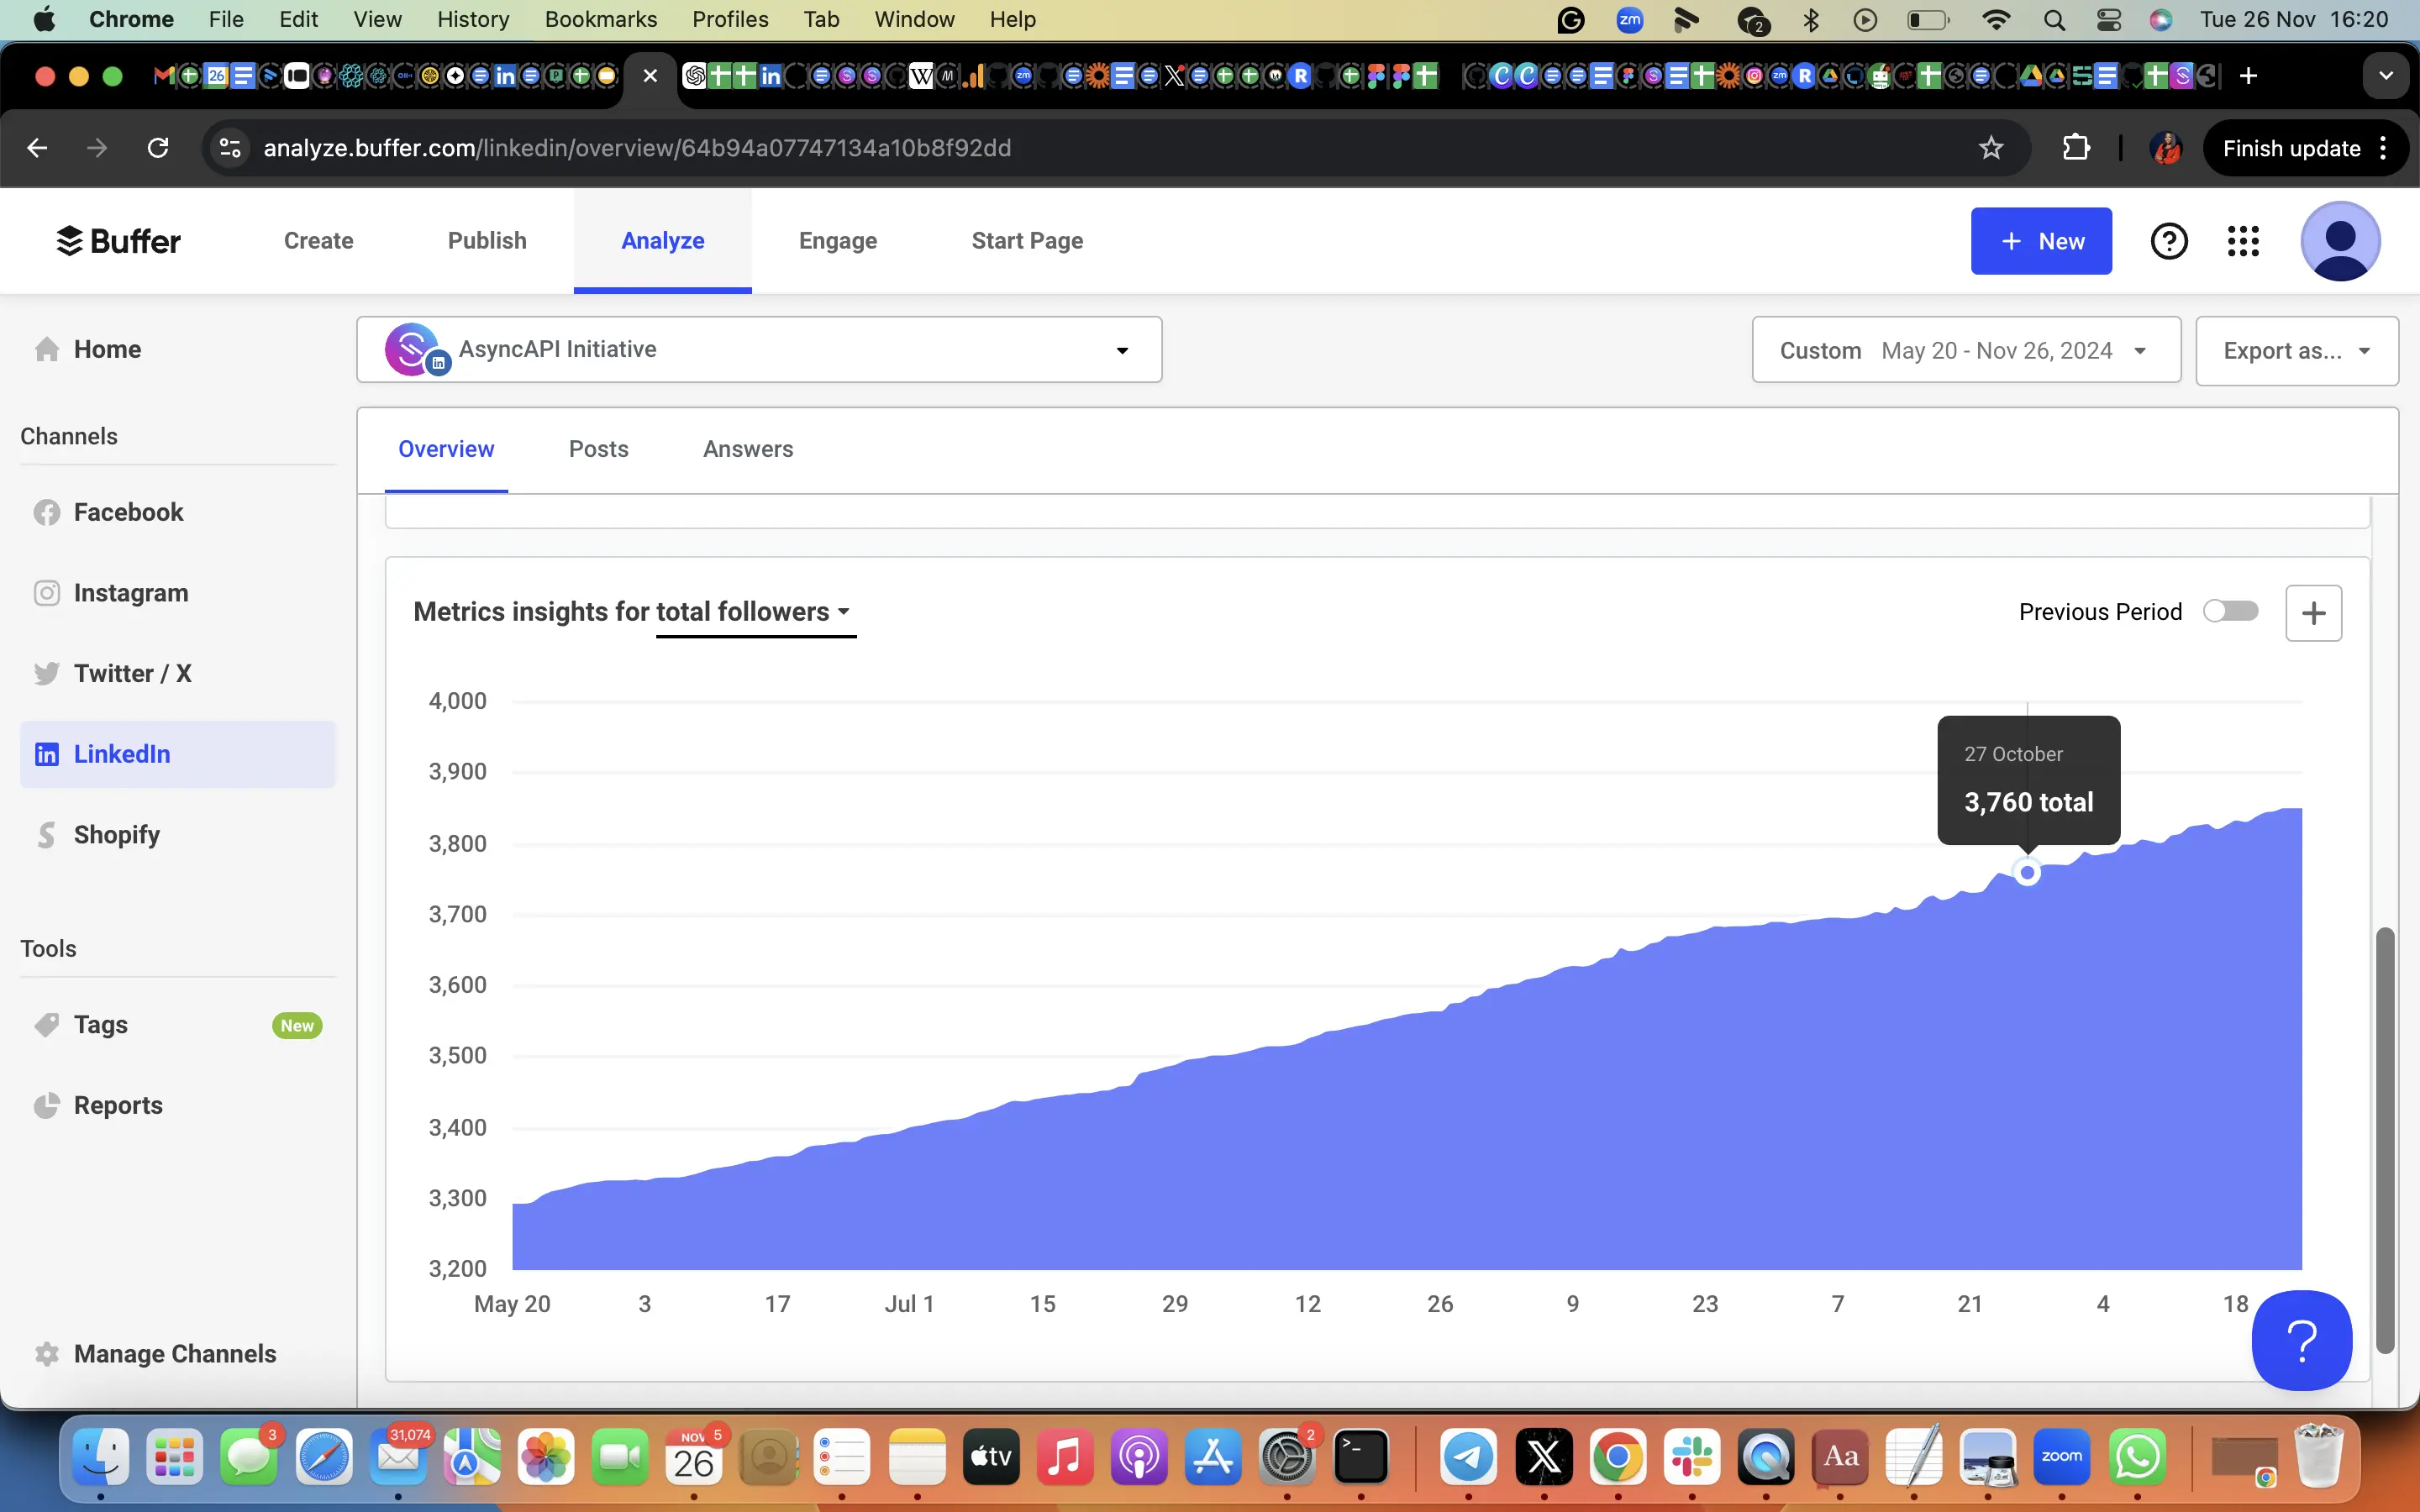 Chrome File Edit View History Bookmarks Profiles Tab Window Help
zm 2 Tue 26 Nov 16:20
analyze.buffer.com/linkedin/overview/64b94a07747134a10b8f92dd
Finish update
Buffer Create Publish Analyze Engage Start Page
+ New
Home
AsyncAPI Initiative
Custom May 20 - Nov 26, 2024
Export as...
Channels
Overview Posts Answers
Facebook
Instagram
Twitter / X
LinkedIn
Shopify
Tools
Tags New
Reports
Manage Channels
Metrics insights for total followers
Previous Period
4,000
3,900
3,800
3,700
3,600
3,500
3,400
3,300
3,200
27 October
3,760 total
May 20 3 17 Jul 1 15 29 12 26 9 23 7 21 4 18
?
3 31,074 NOV 5 26 tv 2 Aa zoom